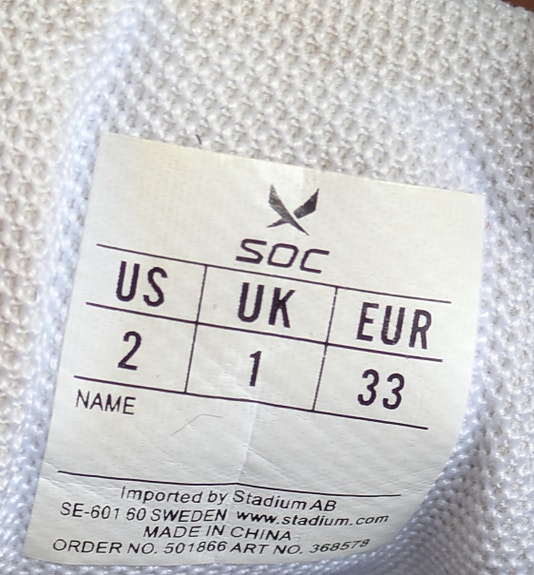 SOC
US UK EUR
2 1 33
NAME
Imported by Stadium AB
SE-601 60 SWEDEN www.stadium.com
MADE IN CHINA
ORDER NO. 501866 ART NO. 368578